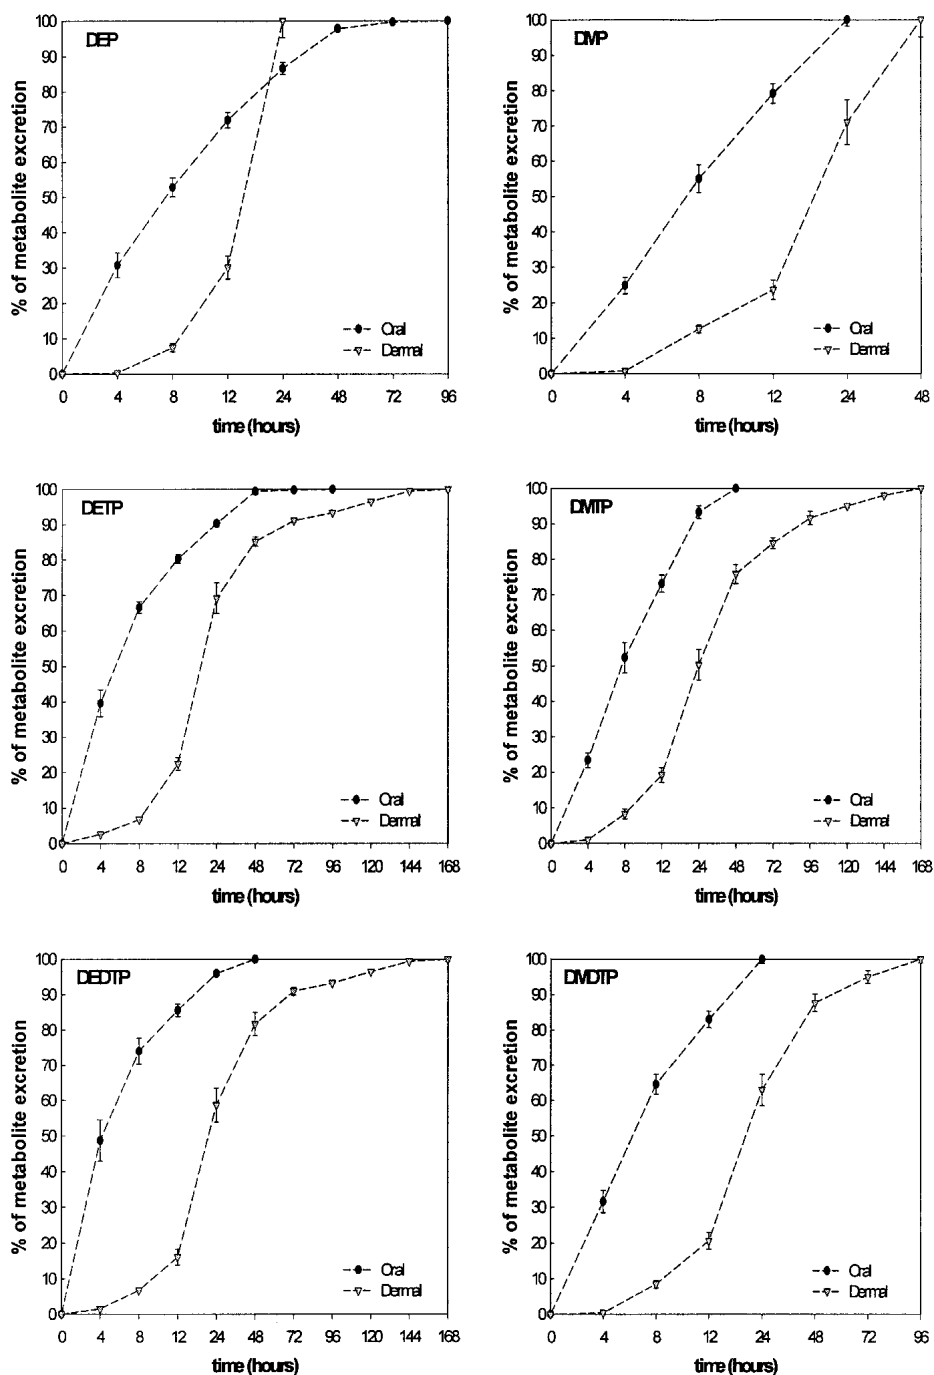 DEP
% of metabolite excretion
100
90
80
70
60
50
40
30
20
10
0
Oral
Dermal
0 4 8 12 24 48 72 96
time (hours)
DMP
% of metabolite excretion
100
90
80
70
60
50
40
30
20
10
0
Oral
Dermal
0 4 8 12 24 48
time (hours)
DETP
% of metabolite excretion
100
90
80
70
60
50
40
30
20
10
0
Oral
Dermal
0 4 8 12 24 48 72 96 120 144 168
time (hours)
DMTP
% of metabolite excretion
100
90
80
70
60
50
40
30
20
10
0
Oral
Dermal
0 4 8 12 24 48 72 96 120 144 168
time (hours)
DEDTP
% of metabolite excretion
100
90
80
70
60
50
40
30
20
10
0
Oral
Dermal
0 4 8 12 24 48 72 96 120 144 168
time (hours)
DMDTP
% of metabolite excretion
100
90
80
70
60
50
40
30
20
10
0
Oral
Dermal
0 4 8 12 24 48 72 96
time (hours)